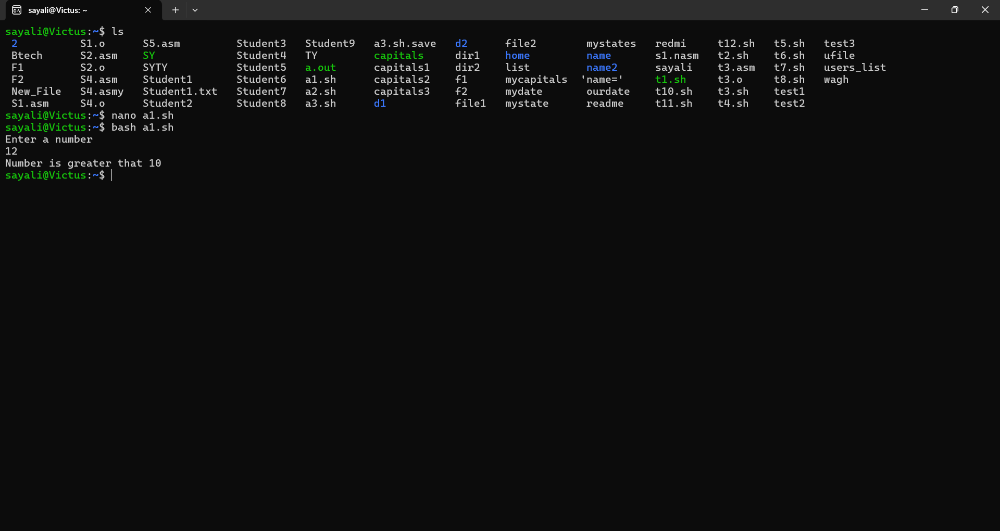 sayali@Victus: ~
sayali@Victus:~$ ls
2 S1.o S5.asm Student3 Student9 a3.sh.save d2 file2 mystates redmi t12.sh t5.sh test3
Btech S2.asm SY Student4 TY capitals dir1 home name s1.nasm t2.sh t6.sh ufile
F1 S2.o SYTY Student5 a.out capitals1 dir2 list name2 sayali t3.asm t7.sh users_list
F2 S4.asm Student1 Student6 a1.sh capitals2 f1 mycapitals 'name=' t1.sh t3.o t8.sh wagh
New_File S4.asmy Student1.txt Student7 a2.sh capitals3 f2 mydate ourdate t10.sh t3.sh test1
S1.asm S4.o Student2 Student8 a3.sh d1 file1 mystate readme t11.sh t4.sh test2
sayali@Victus:~$ nano a1.sh
sayali@Victus:~$ bash a1.sh
Enter a number
12
Number is greater that 10
sayali@Victus:~$